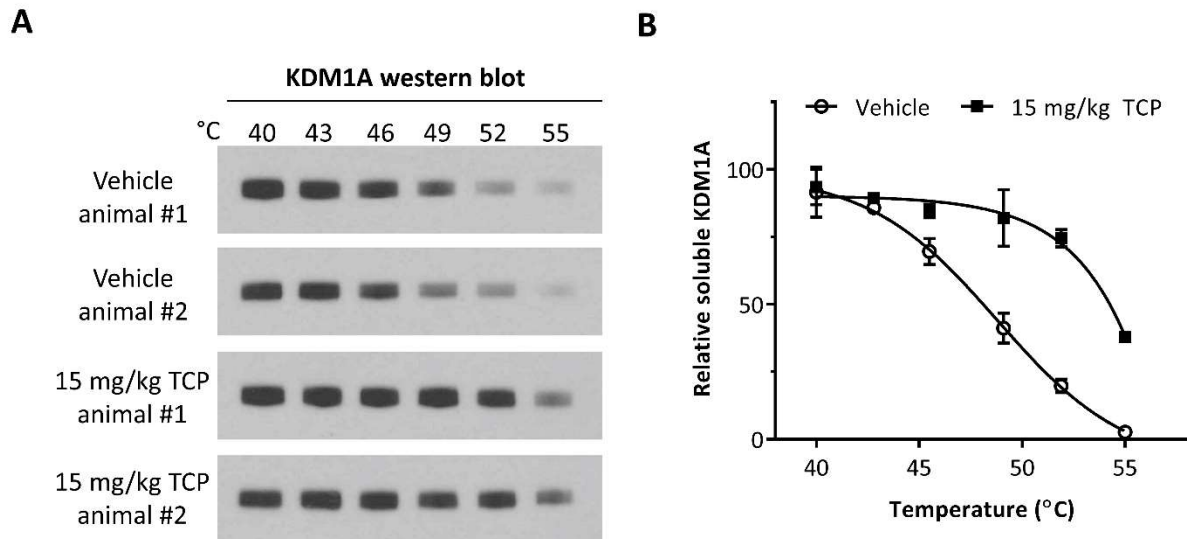 A
KDM1A western blot
°C 40 43 46 49 52 55
Vehicle
animal #1
Vehicle
animal #2
15 mg/kg TCP
animal #1
15 mg/kg TCP
animal #2
B
Vehicle 15 mg/kg TCP
Relative soluble KDM1A
100
50
0
40 45 50 55
Temperature (°C)